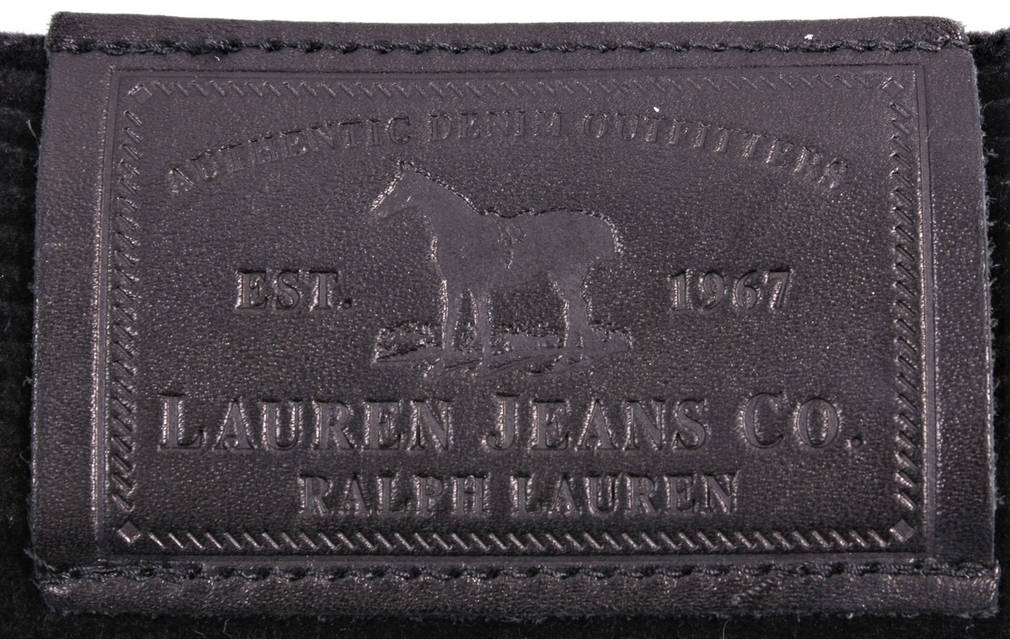 AUTHENTIC DENIM OUTFITTERS
EST. 1967
LAUREN JEANS CO.
RALPH LAUREN